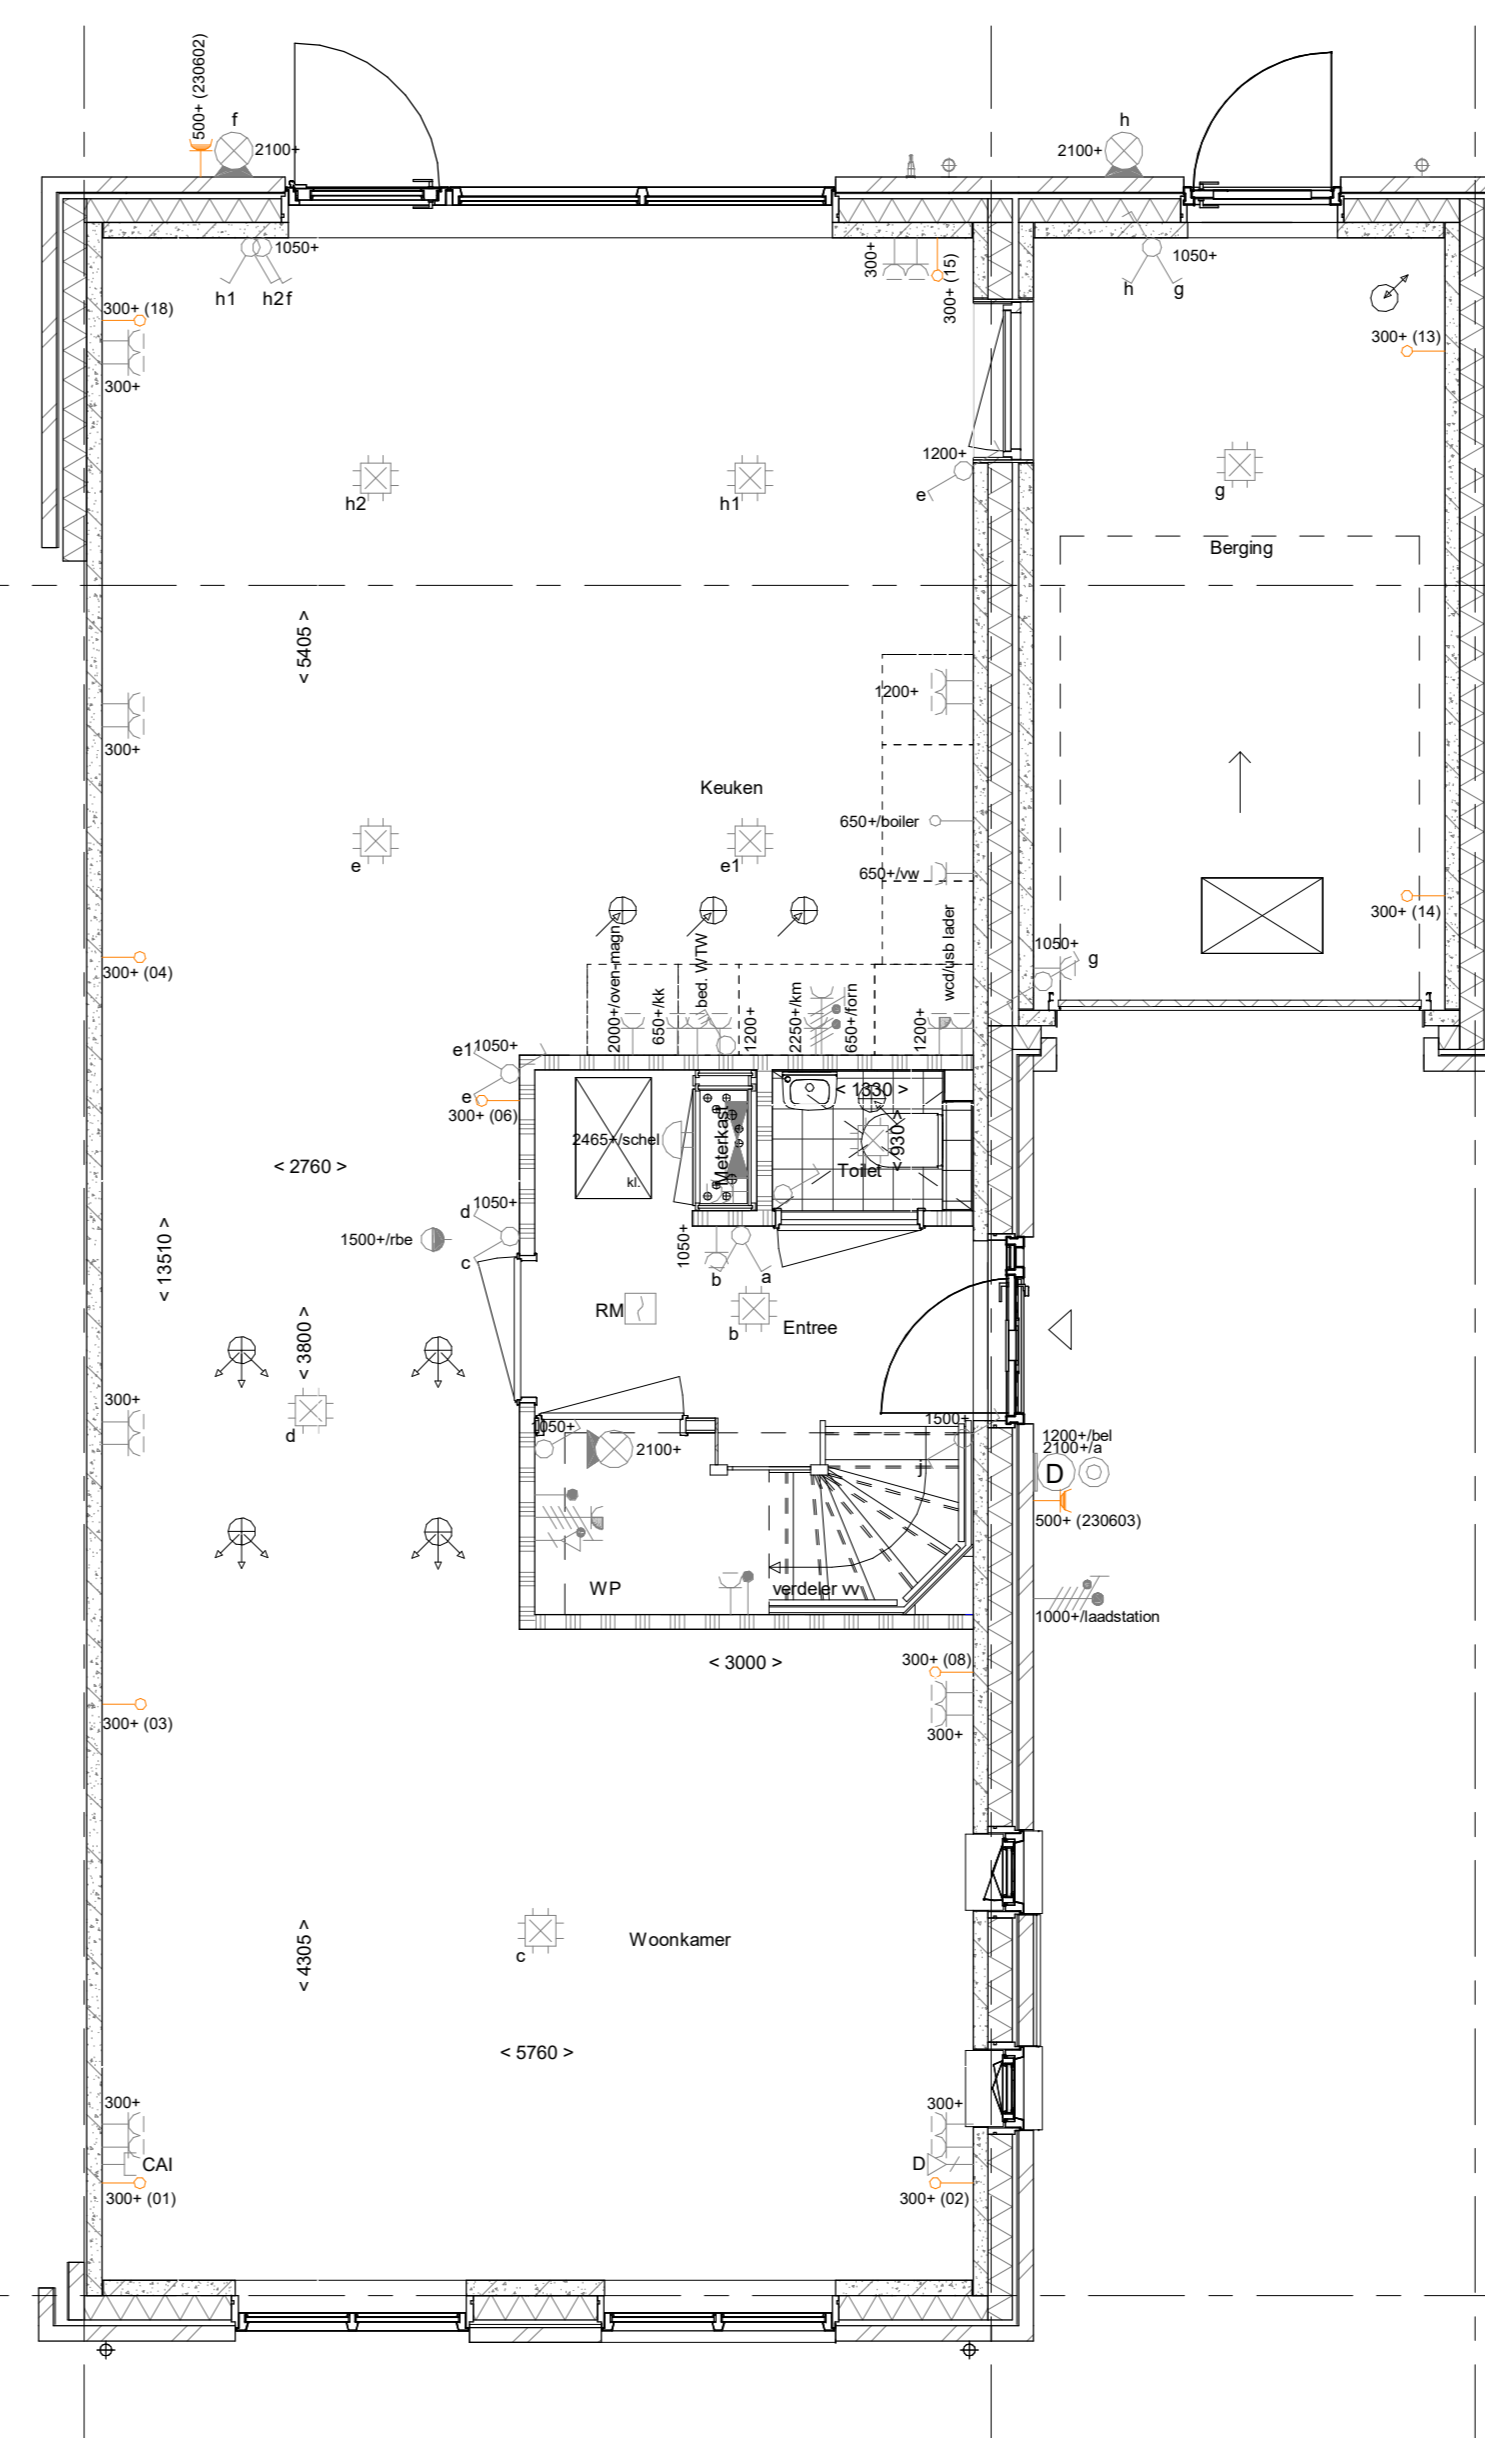 500+ (230602)
f
2100+
h
2100+
1050+
h1
h2f
300+
300+ (15)
1050+
h
g
300+ (18)
300+
300+ (13)
h2
h1
1200+
e
g
Berging
< 5405 >
1200+
300+
Keuken
650+/boiler
e
e1
650+/vw
300+ (14)
300+ (04)
2000+/oven-magn
650+/kk
bed. WTW
1200+
2250+/km
650+/forn
wcd/usb lader
1200+
1050+
g
e1
1050+
e
300+ (06)
< 1330 >
< 930 >
2465+/schel
Meterkast
Toilet
kl.
< 2760 >
d
1050+
1500+/rbe
c
1050+
b
a
< 13510 >
RM
b
Entree
< 3800 >
300+
d
1050+
2100+
1500+
j
1200+/bel
2100+/a
D
500+ (230603)
WP
verdeler vv
1000+/laadstation
< 3000 >
300+ (08)
300+
300+ (03)
c
Woonkamer
< 4305 >
< 5760 >
300+
CAI
300+ (01)
300+
D
300+ (02)